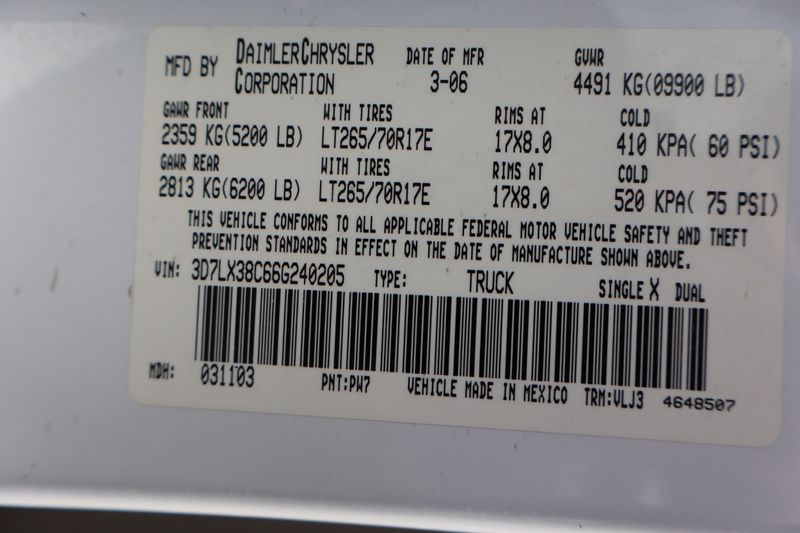 MFD BY DAIMLERCHRYSLER CORPORATION DATE OF MFR 3-06 GVWR 4491 KG(09900 LB)
GAWR FRONT WITH TIRES RIMS AT COLD
2359 KG(5200 LB) LT265/70R17E 17X8.0 410 KPA( 60 PSI)
GAWR REAR WITH TIRES RIMS AT COLD
2813 KG(6200 LB) LT265/70R17E 17X8.0 520 KPA( 75 PSI)
THIS VEHICLE CONFORMS TO ALL APPLICABLE FEDERAL MOTOR VEHICLE SAFETY AND THEFT
PREVENTION STANDARDS IN EFFECT ON THE DATE OF MANUFACTURE SHOWN ABOVE.
VIN: 3D7LX38C66G240205 TYPE: TRUCK SINGLE X DUAL
MDH: 031103 PNT:PW7 VEHICLE MADE IN MEXICO TRM:VLJ3 4648507